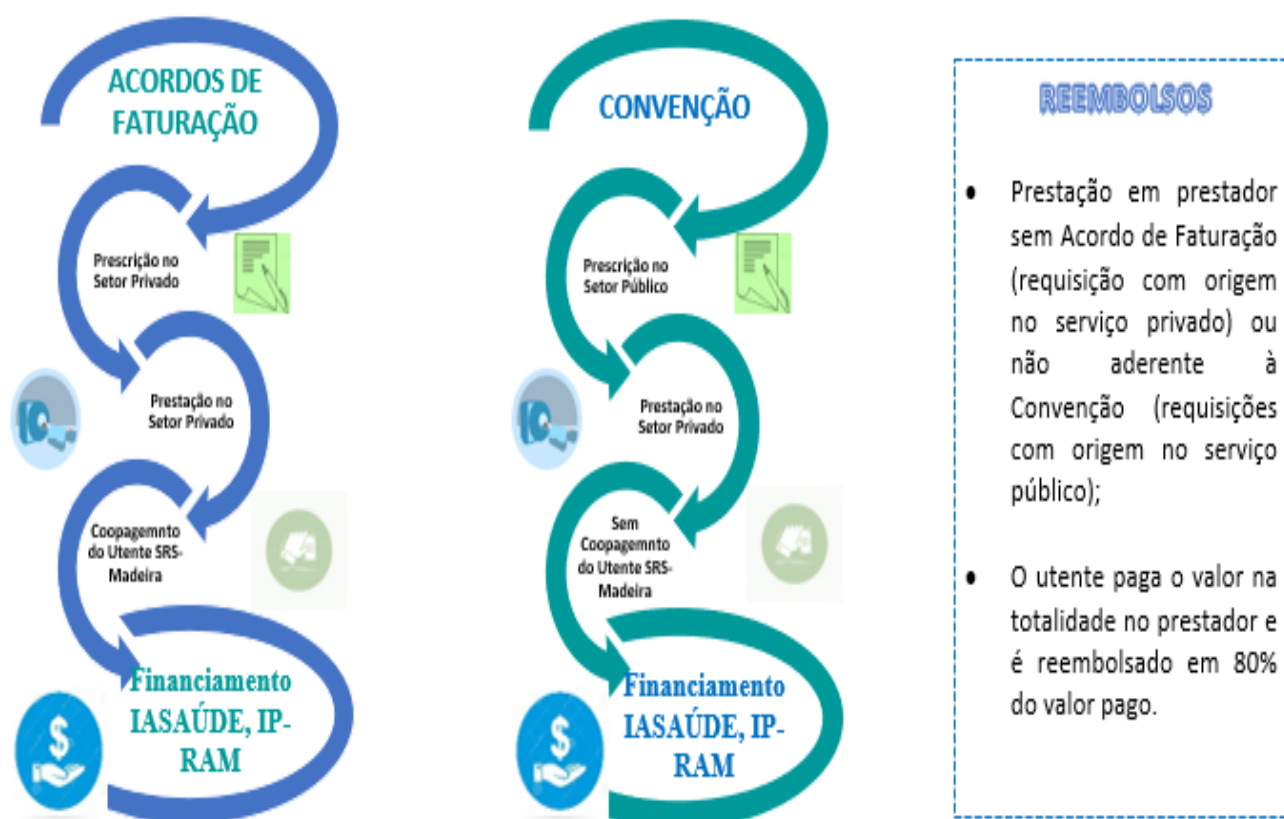 ACORDOS DE
FATURAÇÃO
Prescrição no
Setor Privado
Prestação no
Setor Privado
Coopagemnto
do Utente SRS-
Madeira
Financiamento
IASAÚDE, IP-
RAM
CONVENÇÃO
Prescrição no
Setor Público
Prestação no
Setor Privado
Sem
Coopagemnto
do Utente SRS-
Madeira
Financiamento
IASAÚDE, IP-
RAM
REEMBOLSOS
• Prestação em prestador
sem Acordo de Faturação
(requisição com origem
no serviço privado) ou
não aderente à
Convenção (requisições
com origem no serviço
público);
• O utente paga o valor na
totalidade no prestador e
é reembolsado em 80%
do valor pago.